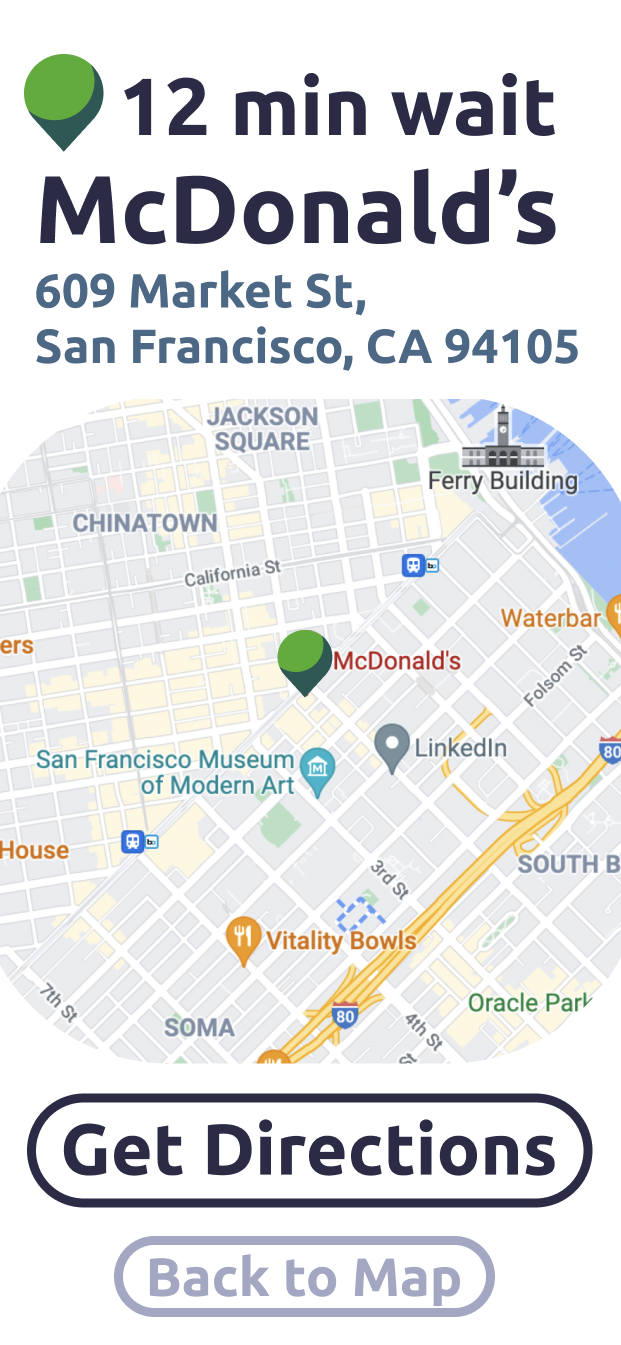 12 min wait
McDonald’s
609 Market St,
San Francisco, CA 94105
JACKSON
SQUARE
Ferry Building
CHINATOWN
California St
Waterbar
ers
McDonald's
Folsom St
LinkedIn
80
San Francisco Museum
of Modern Art
House
SOUTH B
3rd St
Vitality Bowls
7th St
Oracle Park
80
SOMA
4th St
Get Directions
Back to Map